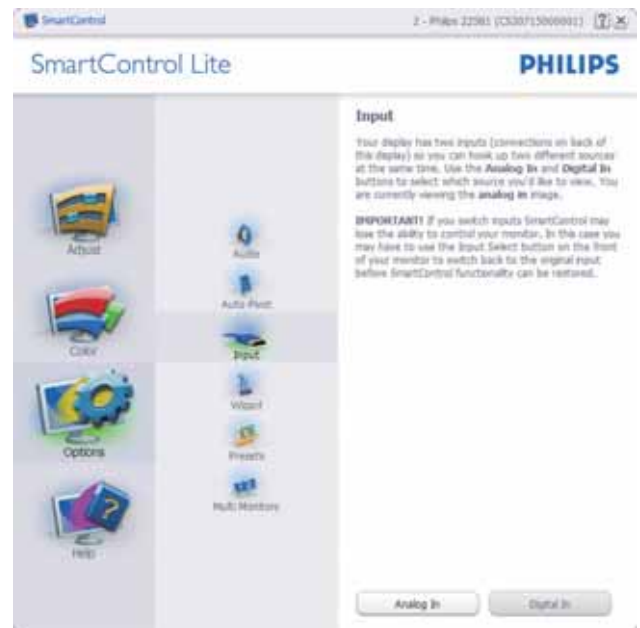 SmartControl
2 - Philips 225B1
SmartControl Lite
PHILIPS
Adjust
Color
Options
Help
Audio
Auto Pivot
Input
Wizard
Presets
Multi Monitors
Input
Your display has two inputs (connections on back of
this display) so you can hook up two different sources
at the same time. Use the Analog In and Digital In
buttons to select which source you'd like to view. You
are currently viewing the analog in image.
IMPORTANT! If you switch inputs SmartControl may
lose the ability to control your monitor. In this case you
may have to use the Input Select button on the front
of your monitor to switch back to the original input
before SmartControl functionality can be restored.
Analog In
Digital In